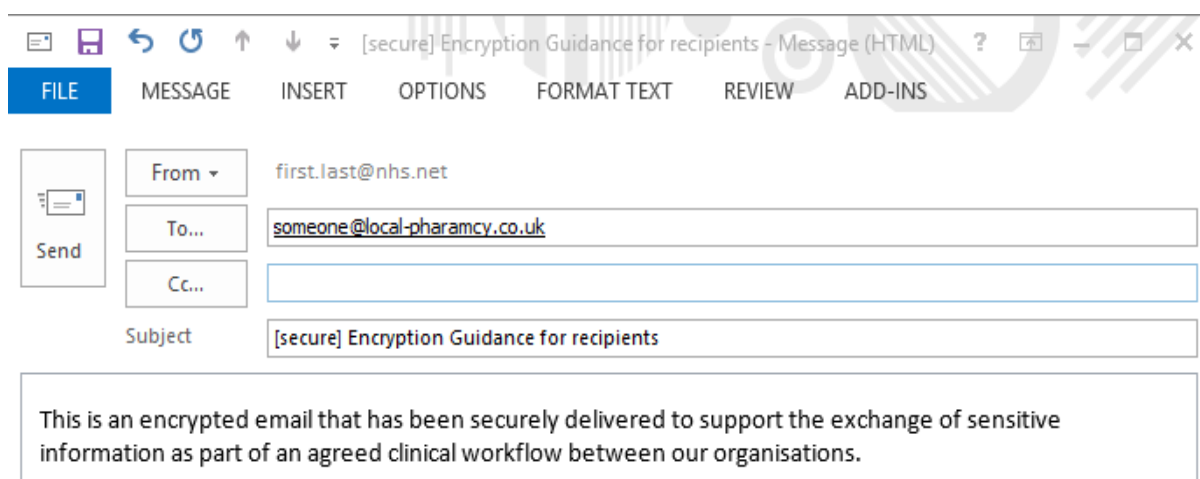 [secure] Encryption Guidance for recipients - Message (HTML) ?
FILE MESSAGE INSERT OPTIONS FORMAT TEXT REVIEW ADD-INS
From first.last@nhs.net
To... someone@local-pharamcy.co.uk
Send
Cc...
Subject [secure] Encryption Guidance for recipients
This is an encrypted email that has been securely delivered to support the exchange of sensitive
information as part of an agreed clinical workflow between our organisations.